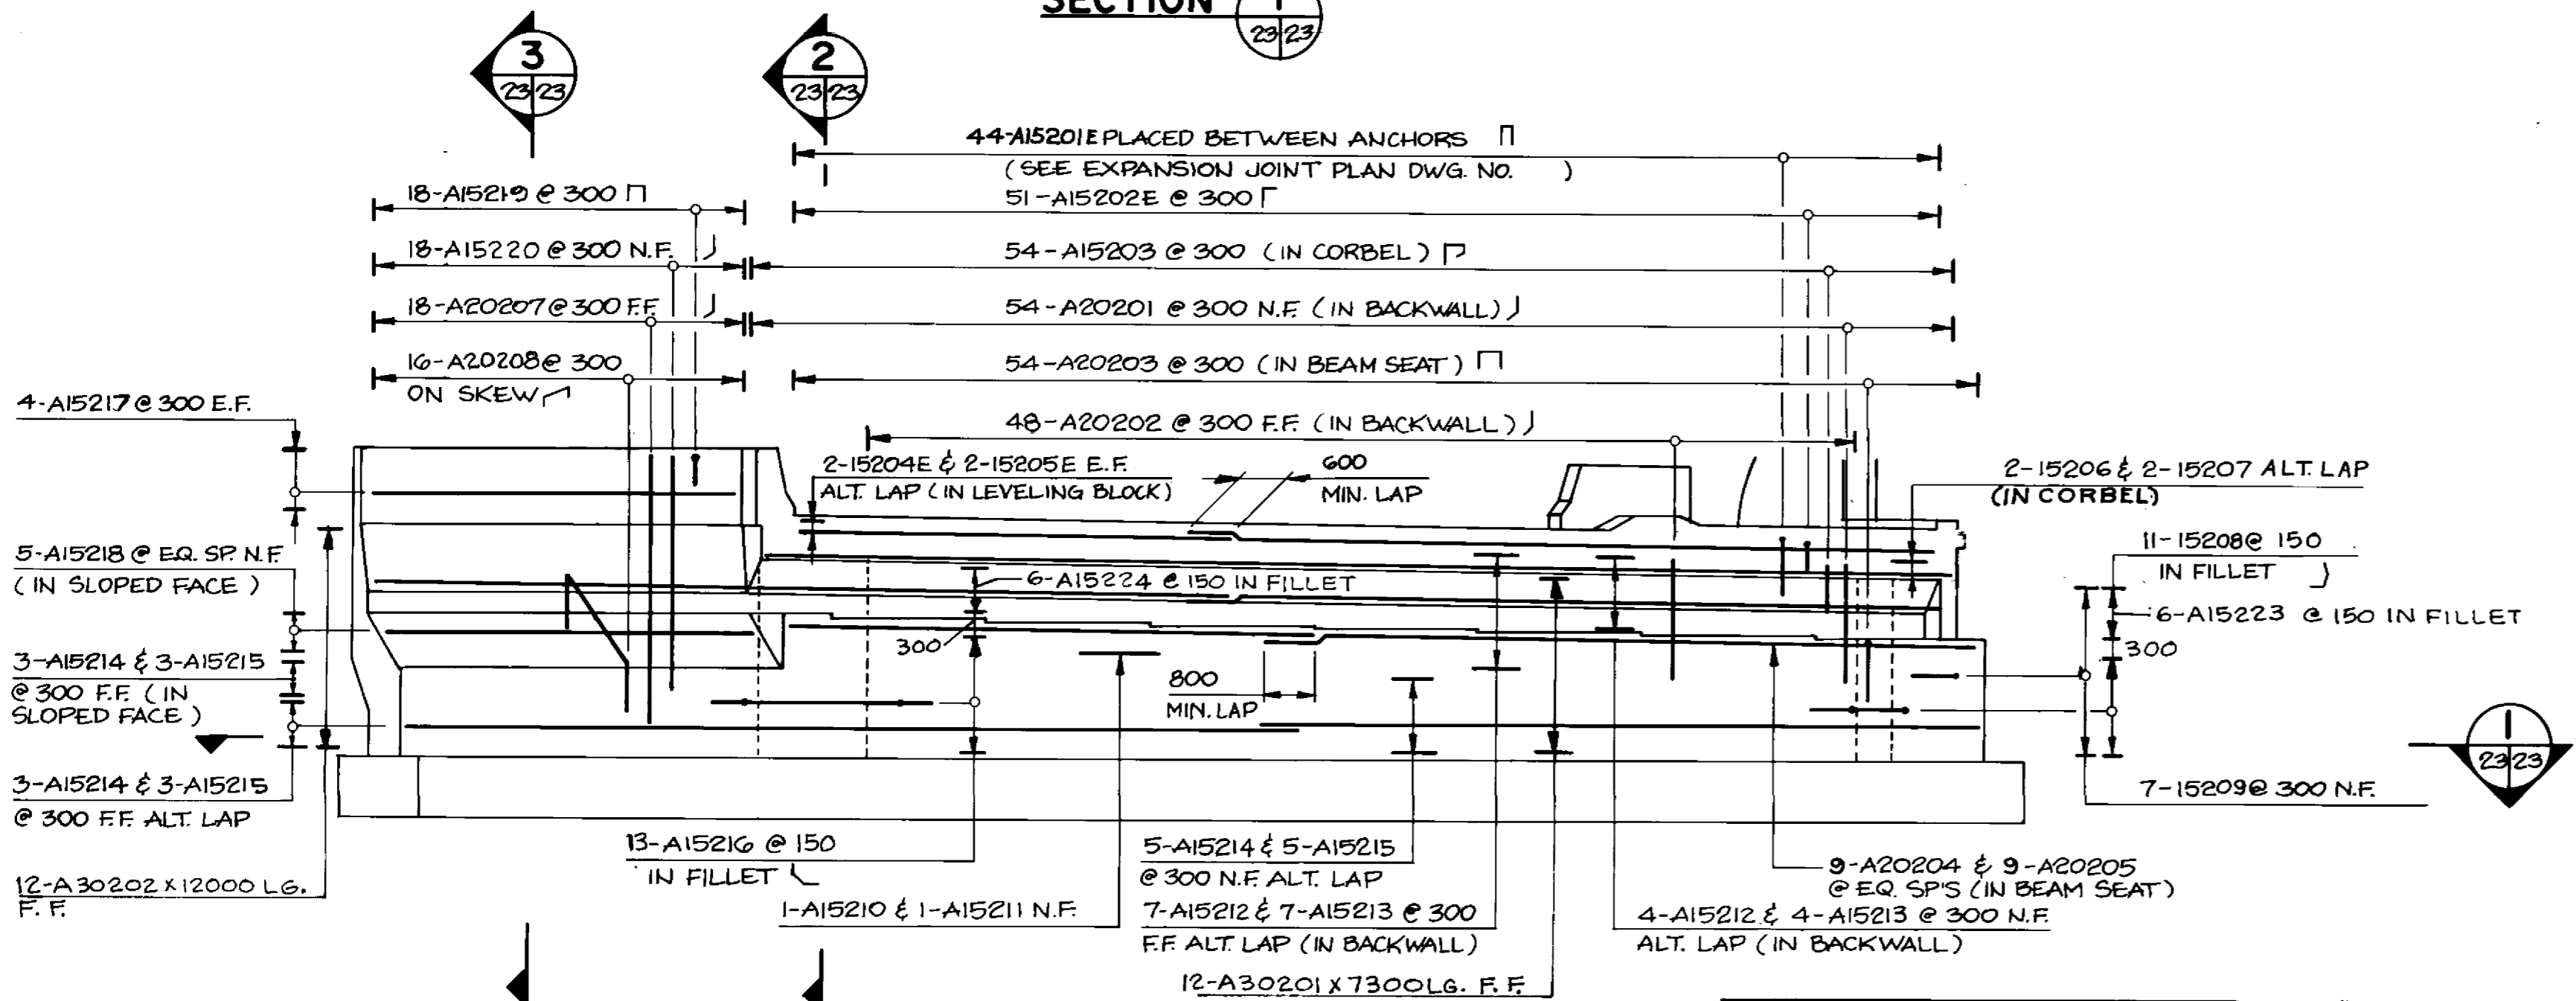 SECTION 1
23 23
3
23 23
2
23 23
44-A15201E PLACED BETWEEN ANCHORS
(SEE EXPANSION JOINT PLAN DWG. NO. )
18-A15219 @ 300
51-A15202E @ 300
18-A15220 @ 300 N.F.
54-A15203 @ 300 (IN CORBEL)
18-A20207 @ 300 F.F.
54-A20201 @ 300 N.F. (IN BACKWALL)
16-A20208 @ 300
ON SKEW
54-A20203 @ 300 (IN BEAM SEAT)
4-A15217 @ 300 E.F.
48-A20202 @ 300 F.F. (IN BACKWALL)
2-15204E & 2-15205E E.F.
ALT. LAP (IN LEVELING BLOCK)
600
MIN. LAP
2-15206 & 2-15207 ALT. LAP
(IN CORBEL)
5-A15218 @ EQ. SP. N.F.
(IN SLOPED FACE)
11-15208 @ 150
IN FILLET
6-A15224 @ 150 IN FILLET
6-A15223 @ 150 IN FILLET
300
300
3-A15214 & 3-A15215
@ 300 F.F. (IN
SLOPED FACE)
800
MIN. LAP
1
23 23
3-A15214 & 3-A15215
@ 300 F.F. ALT. LAP
7-15209 @ 300 N.F.
13-A15216 @ 150
IN FILLET
5-A15214 & 5-A15215
@ 300 N.F. ALT. LAP
9-A20204 & 9-A20205
@ EQ. SP'S (IN BEAM SEAT)
12-A30202 X 12000 LG.
F.F.
1-A15210 & 1-A15211 N.F.
7-A15212 & 7-A15213 @ 300
F.F. ALT. LAP (IN BACKWALL)
4-A15212 & 4-A15213 @ 300 N.F.
ALT. LAP (IN BACKWALL)
12-A30201 X 7300 LG. F.F.